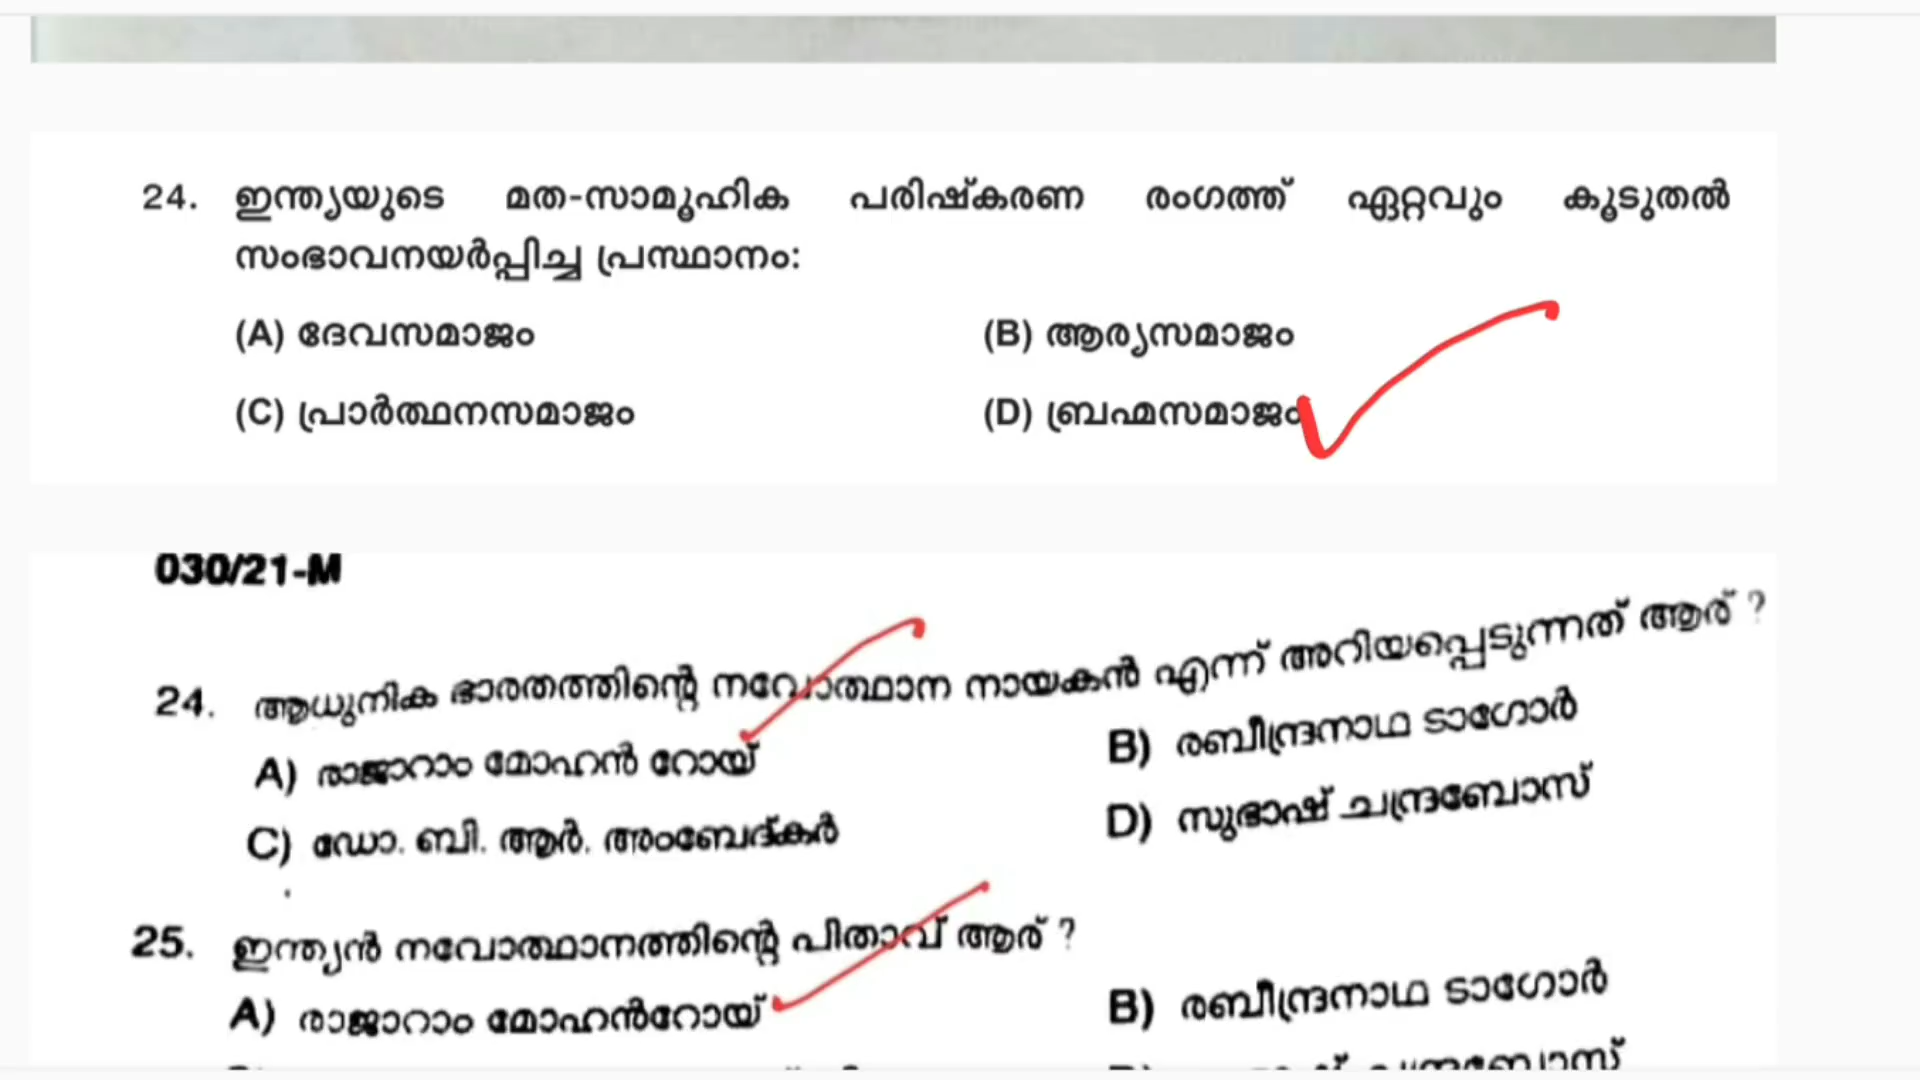 24. ഇന്ത്യയുടെ മത-സാമൂഹിക പരിഷ്കരണ രംഗത്ത് ഏറ്റവും കൂടുതൽ
സംഭാവനയർപ്പിച്ച പ്രസ്ഥാനം:
(A) ദേവസമാജം (B) ആര്യസമാജം
(C) പ്രാർത്ഥനസമാജം (D) ബ്രഹ്മസമാജം
030/21-M
24. ആധുനിക ഭാരതത്തിന്റെ നവോത്ഥാന നായകൻ എന്ന് അറിയപ്പെടുന്നത് ആര് ?
A) രാജാറാം മോഹൻ റോയ് B) രബീന്ദ്രനാഥ ടാഗോർ
C) ഡോ. ബി. ആർ. അംബേദ്കർ D) സുഭാഷ് ചന്ദ്രബോസ്
25. ഇന്ത്യൻ നവോത്ഥാനത്തിന്റെ പിതാവ് ആര് ?
A) രാജാറാം മോഹൻറോയ് B) രബീന്ദ്രനാഥ ടാഗോർ